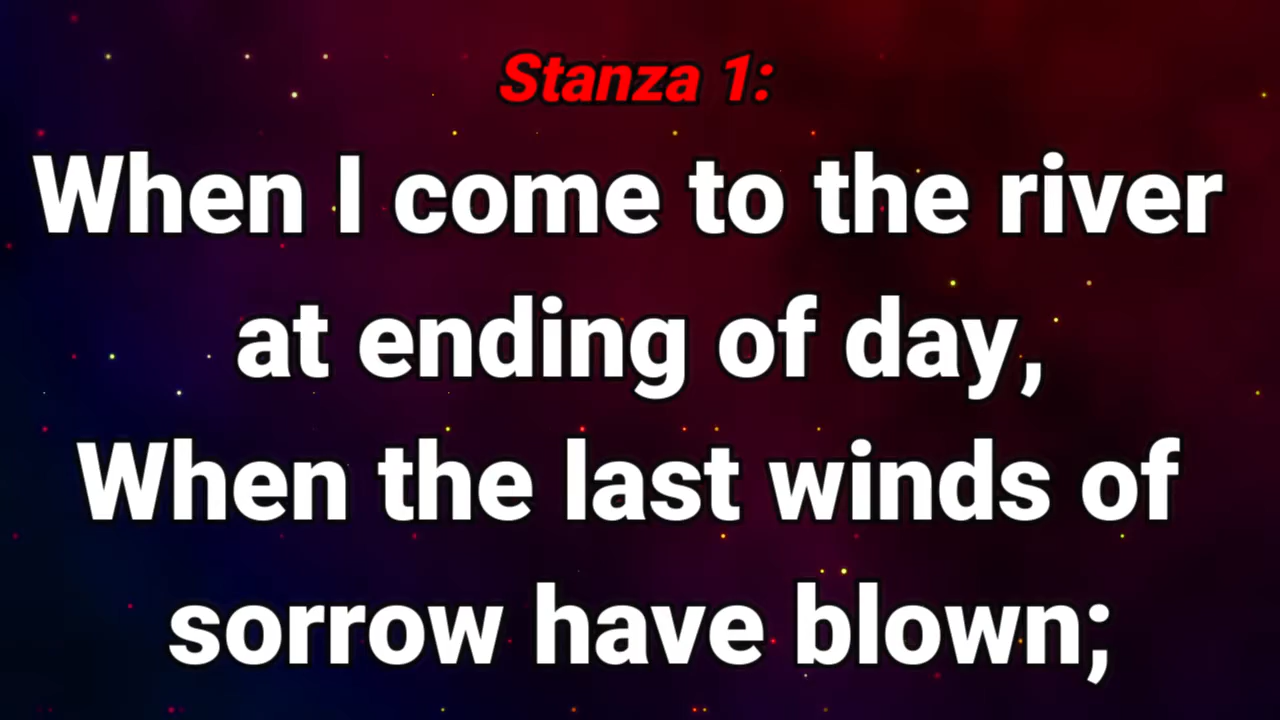 Stanza 1:
When I come to the river
at ending of day,
When the last winds of
sorrow have blown;